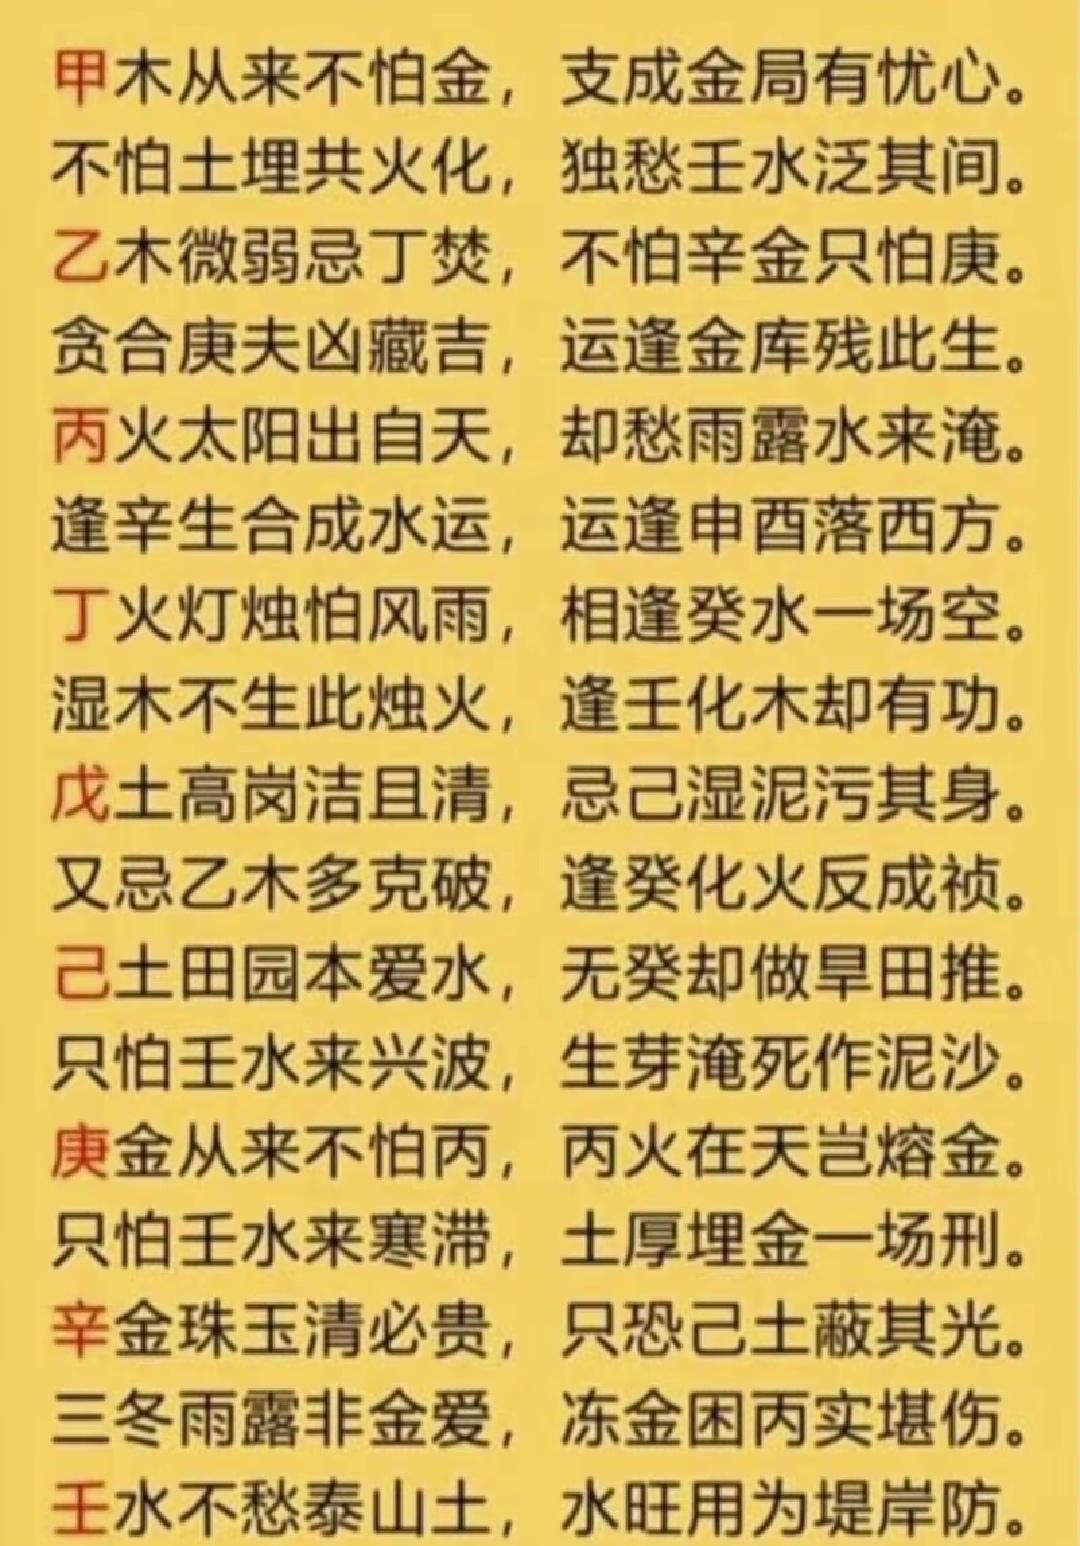 甲木从来不怕金，支成金局有忧心。
不怕土埋共火化，独愁壬水泛其间。
乙木微弱忌丁焚，不怕辛金只怕庚。
贪合庚夫凶藏吉，运逢金库残此生。
丙火太阳出自天，却愁雨露水来淹。
逢辛生合成水运，运逢申酉落西方。
丁火灯烛怕风雨，相逢癸水一场空。
湿木不生此烛火，逢壬化木却有功。
戊土高岗洁且清，忌己湿泥污其身。
又忌乙木多克破，逢癸化火反成祯。
己土田园本爱水，无癸却做旱田推。
只怕壬水来兴波，生芽淹死作泥沙。
庚金从来不怕丙，丙火在天岂熔金。
只怕壬水来寒滞，土厚埋金一场刑。
辛金珠玉清必贵，只恐己土蔽其光。
三冬雨露非金爱，冻金困丙实堪伤。
壬水不愁泰山土，水旺用为堤岸防。